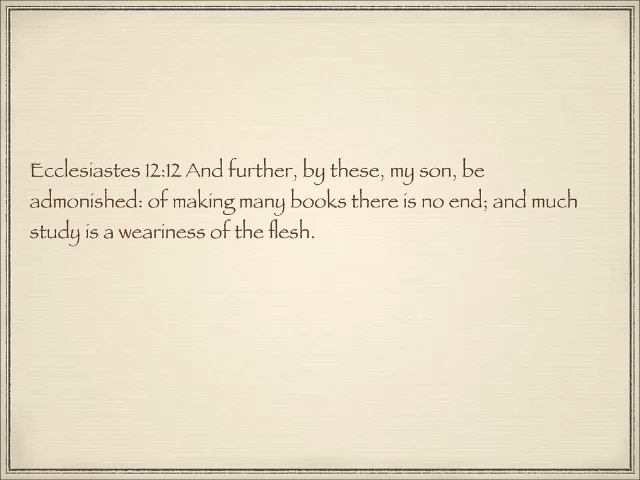 Ecclesiastes 12:12 And further, by these, my son, be
admonished: of making many books there is no end; and much
study is a weariness of the flesh.